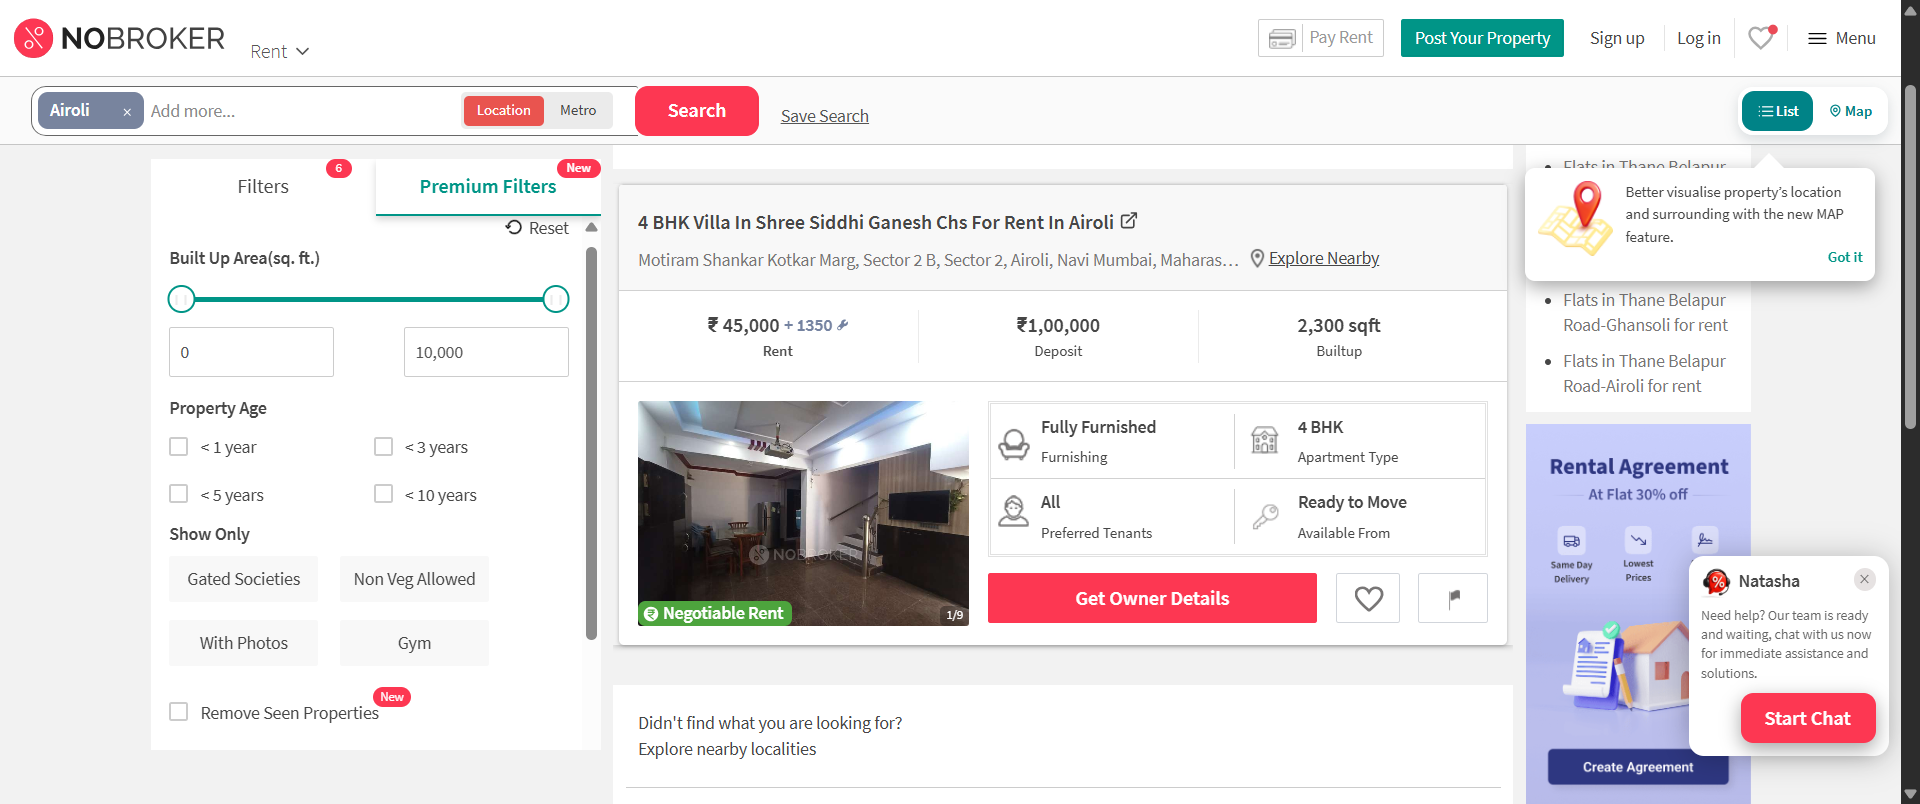 NOBROKER
Rent
Pay Rent
Post Your Property
Sign up
Log in
Menu
Airoli ×
Add more...
Location
Metro
Search
Save Search
List
Map
Filters
6
Premium Filters
New
Reset
Built Up Area(sq. ft.)
0
10,000
Property Age
< 1 year
< 3 years
< 5 years
< 10 years
Show Only
Gated Societies
Non Veg Allowed
With Photos
Gym
Remove Seen Properties
New
4 BHK Villa In Shree Siddhi Ganesh Chs For Rent In Airoli
Motiram Shankar Kotkar Marg, Sector 2 B, Sector 2, Airoli, Navi Mumbai, Maharas...
Explore Nearby
₹ 45,000 + 1350
Rent
₹1,00,000
Deposit
2,300 sqft
Builtup
NOBROKER
Negotiable Rent
1/9
Fully Furnished
Furnishing
4 BHK
Apartment Type
All
Preferred Tenants
Ready to Move
Available From
Get Owner Details
Didn't find what you are looking for?
Explore nearby localities
Flats in Thane Belapur
Better visualise property's location
and surrounding with the new MAP
feature.
Got it
Flats in Thane Belapur
Road-Ghansoli for rent
Flats in Thane Belapur
Road-Airoli for rent
Rental Agreement
At Flat 30% off
Same Day
Delivery
Lowest
Prices
Create Agreement
Natasha
Need help? Our team is ready
and waiting, chat with us now
for immediate assistance and
solutions.
Start Chat